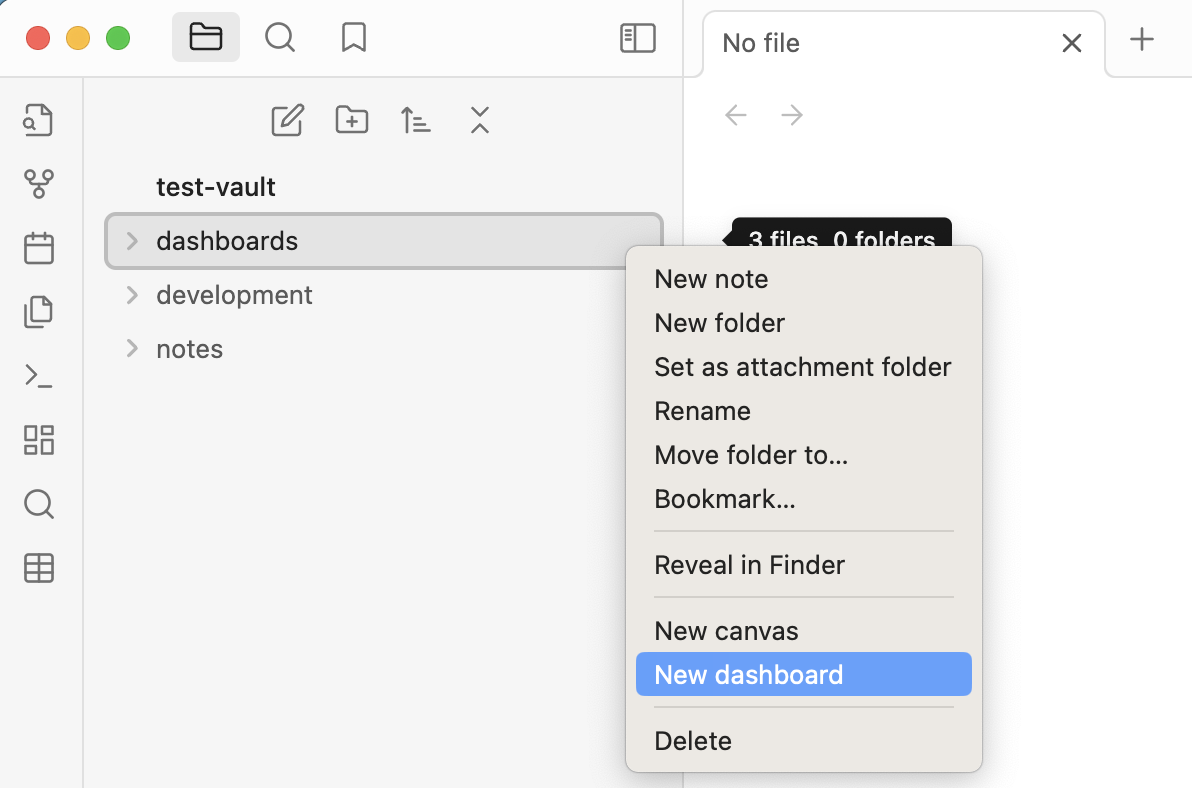 No file
test-vault
dashboards
development
notes
3 files, 0 folders
New note
New folder
Set as attachment folder
Rename
Move folder to...
Bookmark...
Reveal in Finder
New canvas
New dashboard
Delete